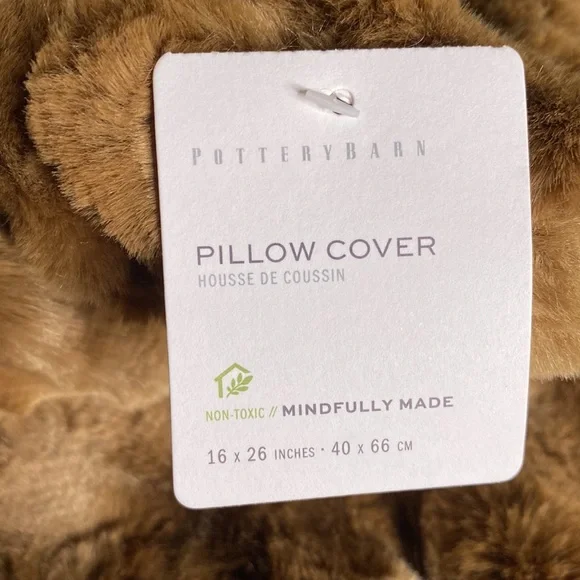 POTTERYBARN
PILLOW COVER
HOUSSE DE COUSSIN
NON-TOXIC // MINDFULLY MADE
16 x 26 INCHES · 40 x 66 CM